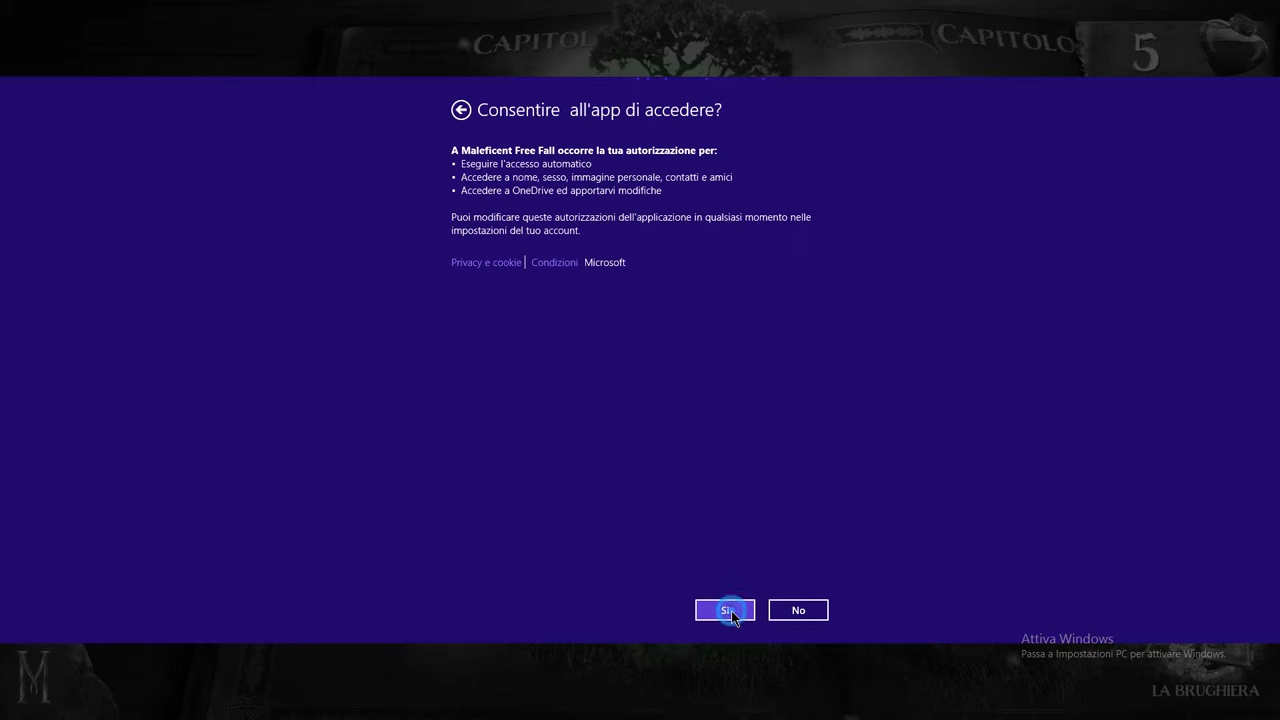 CAPITOL
CAPITOLO
5
Consentire all'app di accedere?
A Maleficent Free Fall occorre la tua autorizzazione per:
• Eseguire l'accesso automatico
• Accedere a nome, sesso, immagine personale, contatti e amici
• Accedere a OneDrive ed apportarvi modifiche
Puoi modificare queste autorizzazioni dell'applicazione in qualsiasi momento nelle
impostazioni del tuo account.
Privacy e cookie | Condizioni Microsoft
No
Attiva Windows
Passa a Impostazioni PC per attivare Windows.
M
LA BRUGHIERA